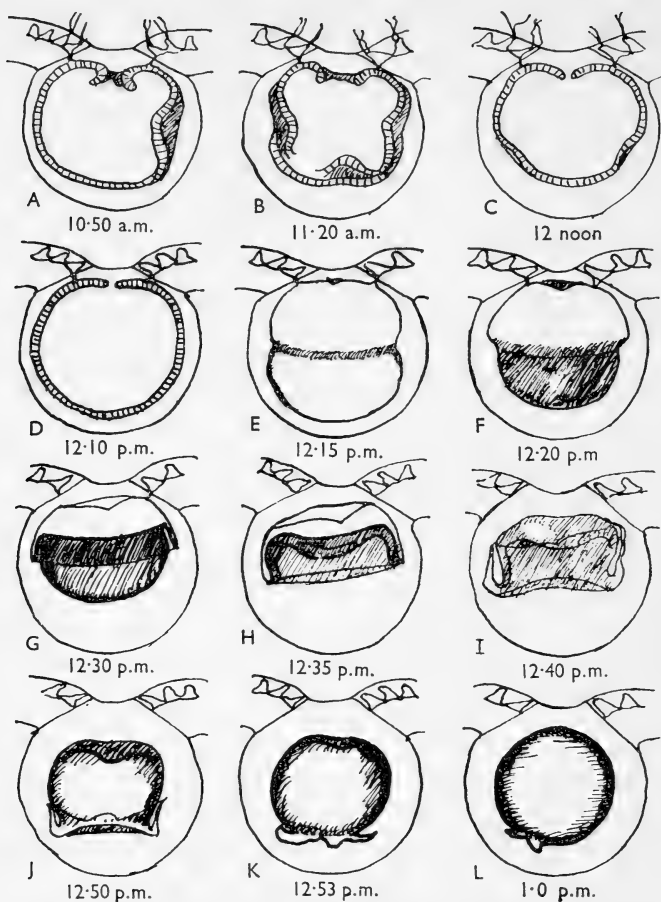 A
10·50 a.m.
B
11·20 a.m.
C
12 noon
D
12·10 p.m.
E
12·15 p.m.
F
12·20 p.m
G
12·30 p.m.
H
12·35 p.m.
I
12·40 p.m.
J
12·50 p.m.
K
12·53 p.m.
L
1·0 p.m.